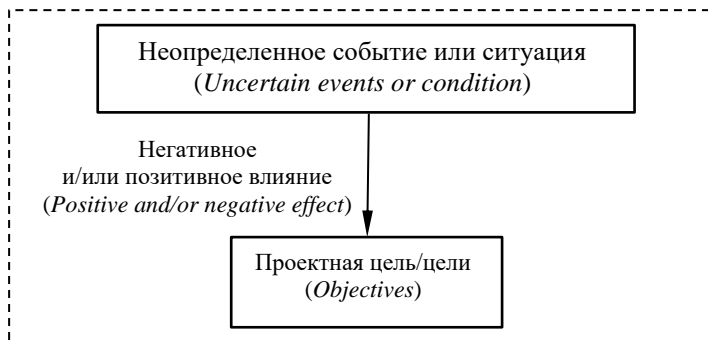 Неопределенное событие или ситуация
(Uncertain events or condition)
Негативное
и/или позитивное влияние
(Positive and/or negative effect)
Проектная цель/цели
(Objectives)